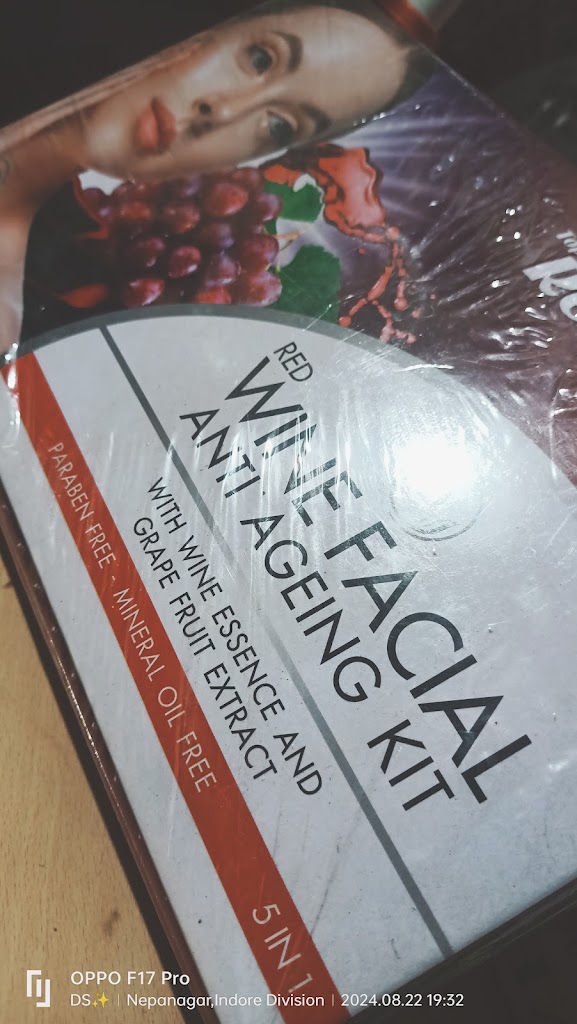 RED
WINE FACIAL
ANTI AGEING KIT
WITH WINE ESSENCE AND
GRAPE FRUIT EXTRACT
PARABEN FREE - MINERAL OIL FREE
5 IN 1
OPPO F17 Pro
DS✨ | Nepanagar,Indore Division | 2024.08.22 19:32